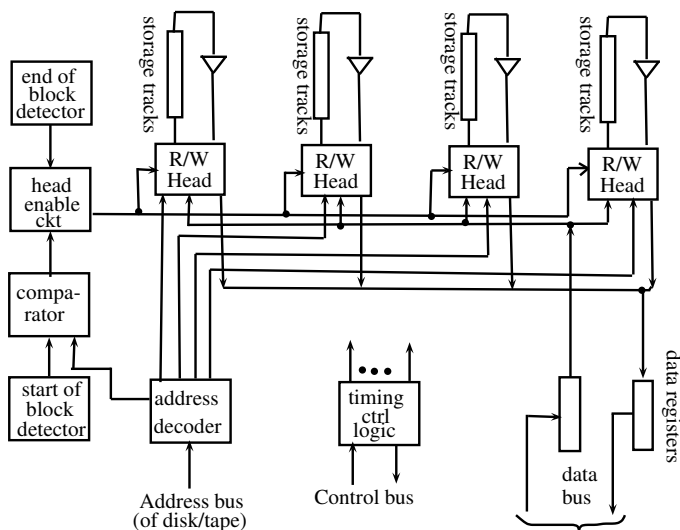 storage tracks
storage tracks
storage tracks
storage tracks
end of
block
detector
R/W
Head
R/W
Head
R/W
Head
R/W
Head
head
enable
ckt
compa-
rator
start of
block
detector
address
decoder
timing
ctrl
logic
data registers
data
bus
Address bus
(of disk/tape)
Control bus